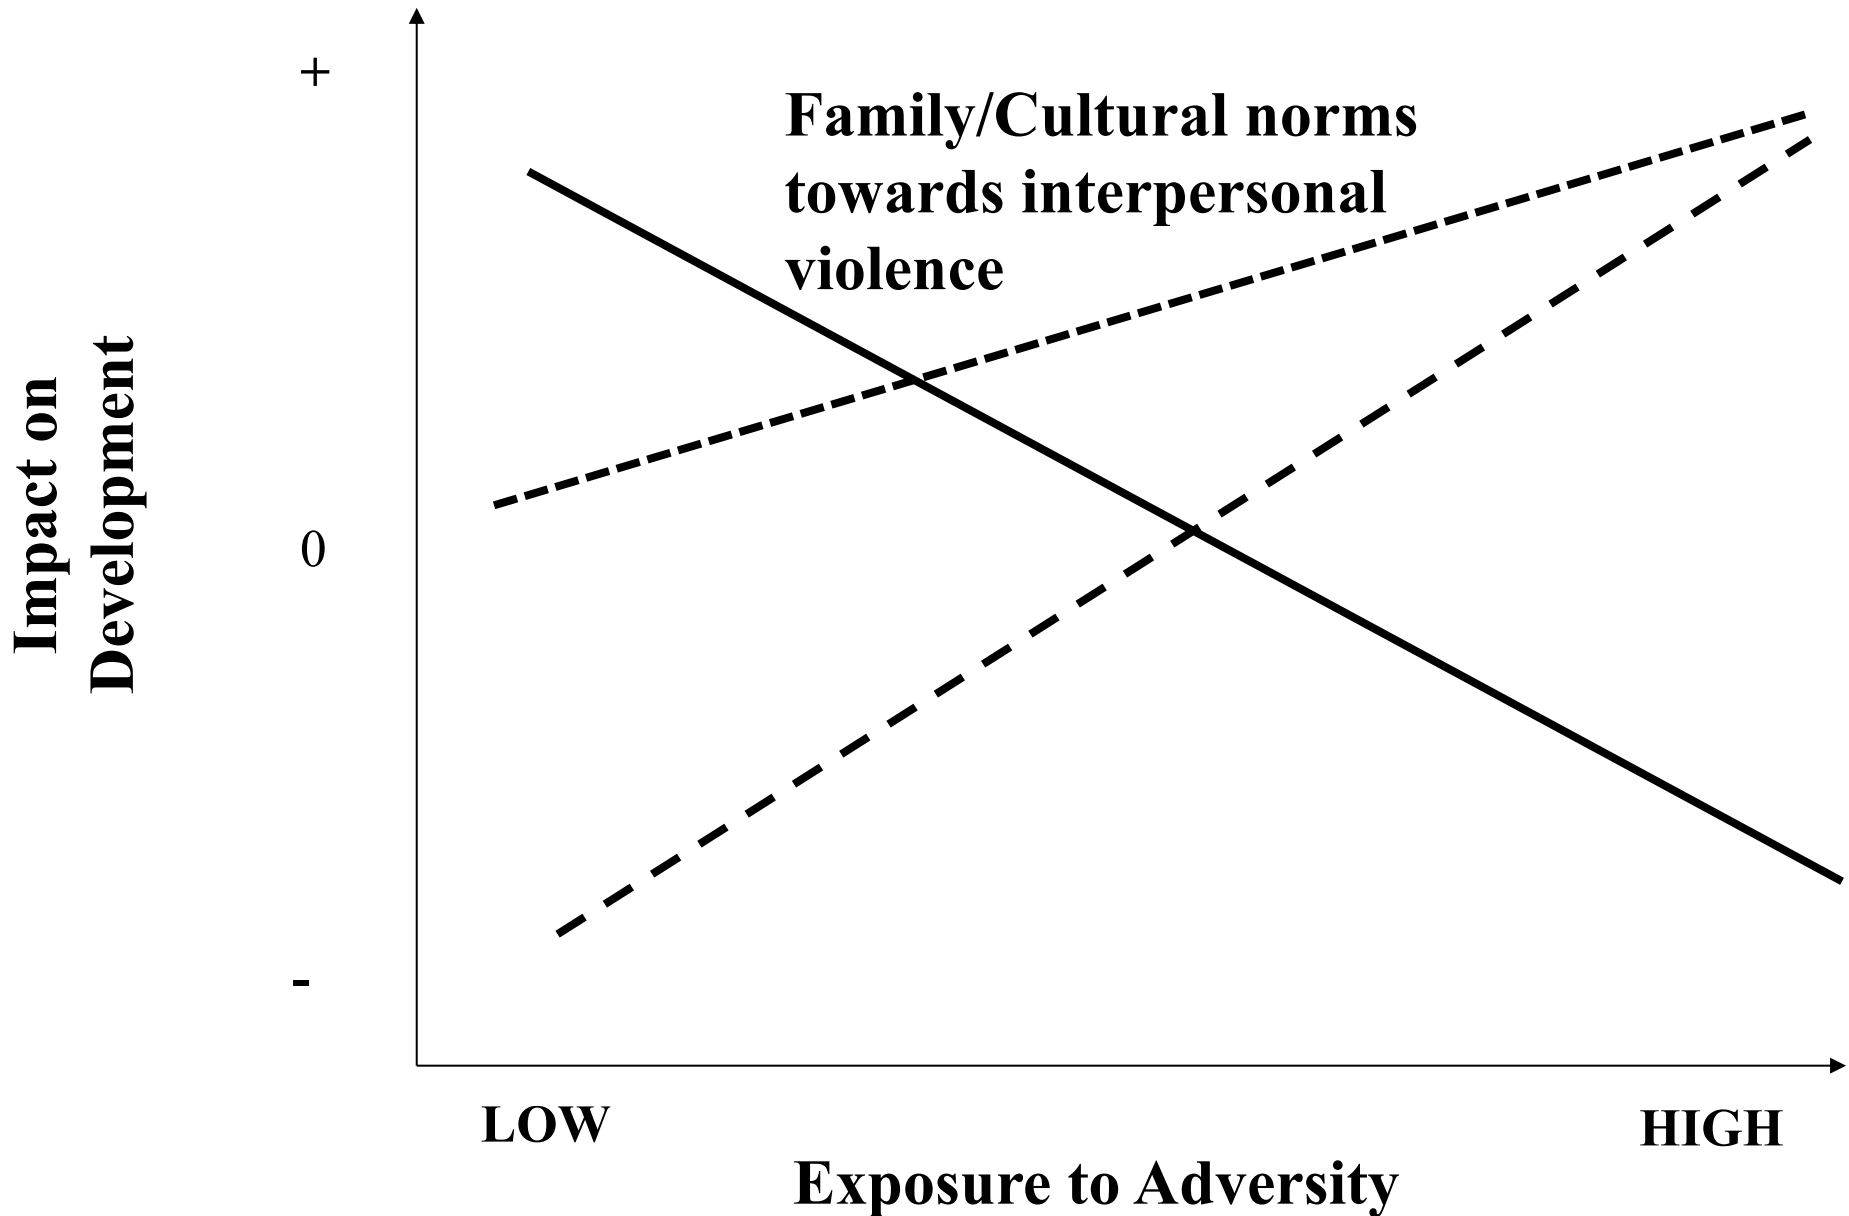 +
Family/Cultural norms
towards interpersonal
violence
Impact on
Development
0
-
LOW
HIGH
Exposure to Adversity